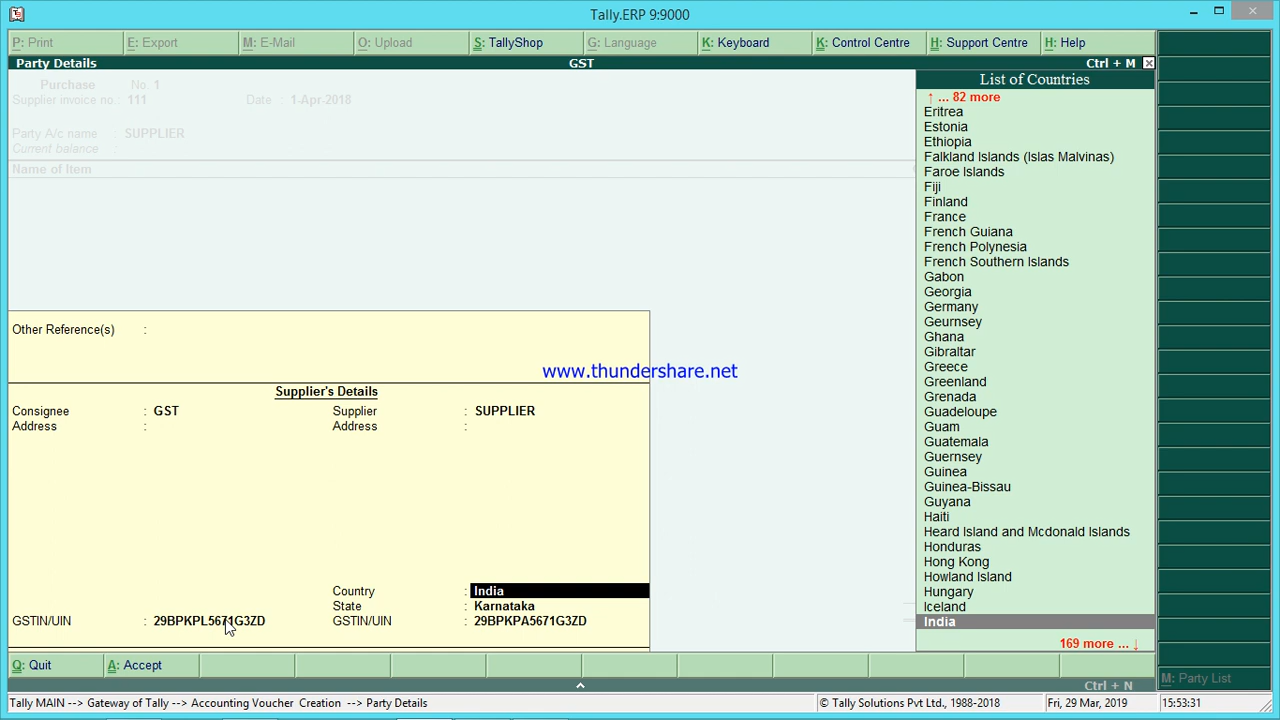 Tally.ERP 9:9000
P: Print
E: Export
M: E-Mail
O: Upload
S: TallyShop
G: Language
K: Keyboard
K: Control Centre
H: Support Centre
H: Help
Party Details
GST
Ctrl + M
Purchase No. 1
Supplier invoice no.: 111 Date : 1-Apr-2018
Party A/c name : SUPPLIER
Current balance :
Name of Item
Other Reference(s) :
www.thundershare.net
Supplier's Details
Consignee : GST Supplier : SUPPLIER
Address : Address :
Country : India
State : Karnataka
GSTIN/UIN : 29BPKPL5671G3ZD GSTIN/UIN : 29BPKPA5671G3ZD
List of Countries
↑ ... 82 more
Eritrea
Estonia
Ethiopia
Falkland Islands (Islas Malvinas)
Faroe Islands
Fiji
Finland
France
French Guiana
French Polynesia
French Southern Islands
Gabon
Georgia
Germany
Geurnsey
Ghana
Gibraltar
Greece
Greenland
Grenada
Guadeloupe
Guam
Guatemala
Guernsey
Guinea
Guinea-Bissau
Guyana
Haiti
Heard Island and Mcdonald Islands
Honduras
Hong Kong
Howland Island
Hungary
Iceland
India
169 more ... ↓
Q: Quit
A: Accept
M: Party List
Ctrl + N
Tally MAIN --> Gateway of Tally --> Accounting Voucher Creation --> Party Details
© Tally Solutions Pvt Ltd., 1988-2018
Fri, 29 Mar, 2019
15:53:31